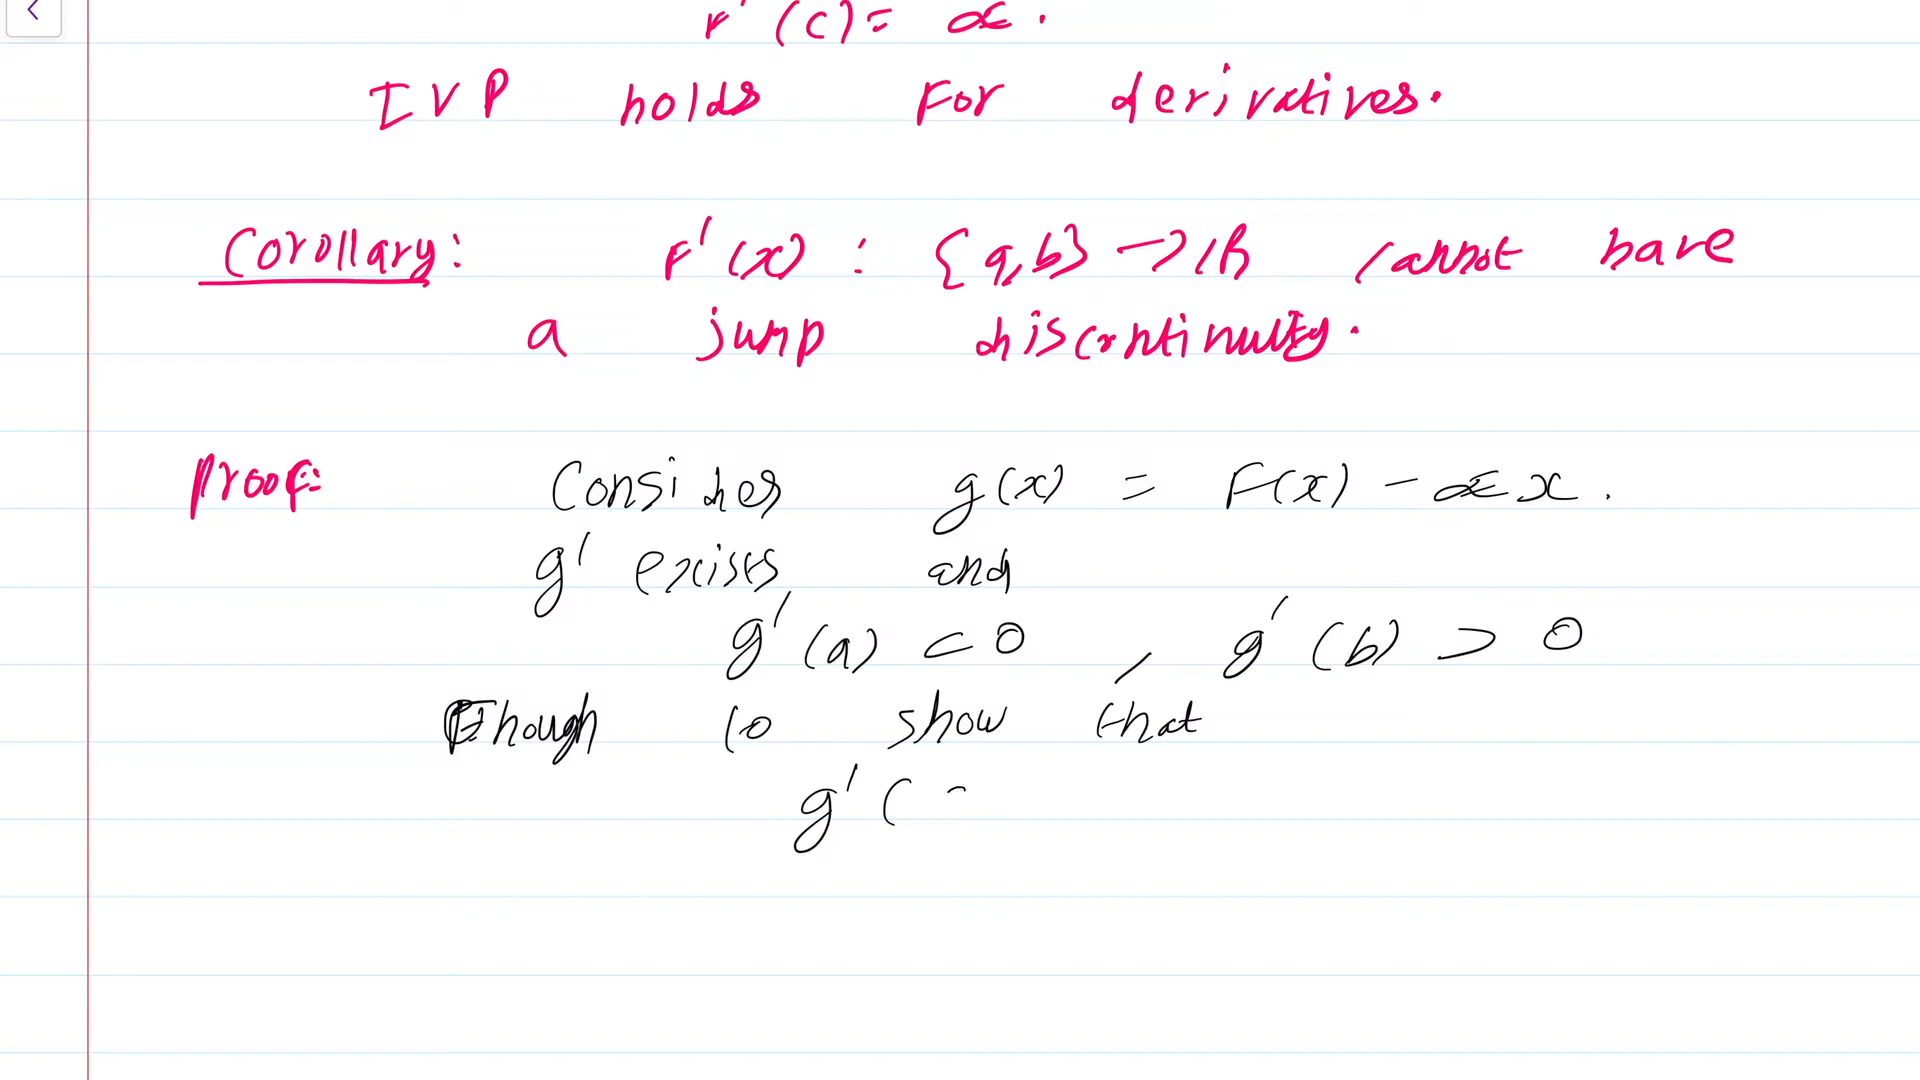 F'(c) = α.
IVP holds for derivatives.
Corollary: F'(x) : [a,b] → ℝ cannot have
a jump discontinuity.
Proof: Consider g(x) = F(x) - αx.
g' exists and
g'(a) < 0 , g'(b) > 0
Enough to show that
g'(